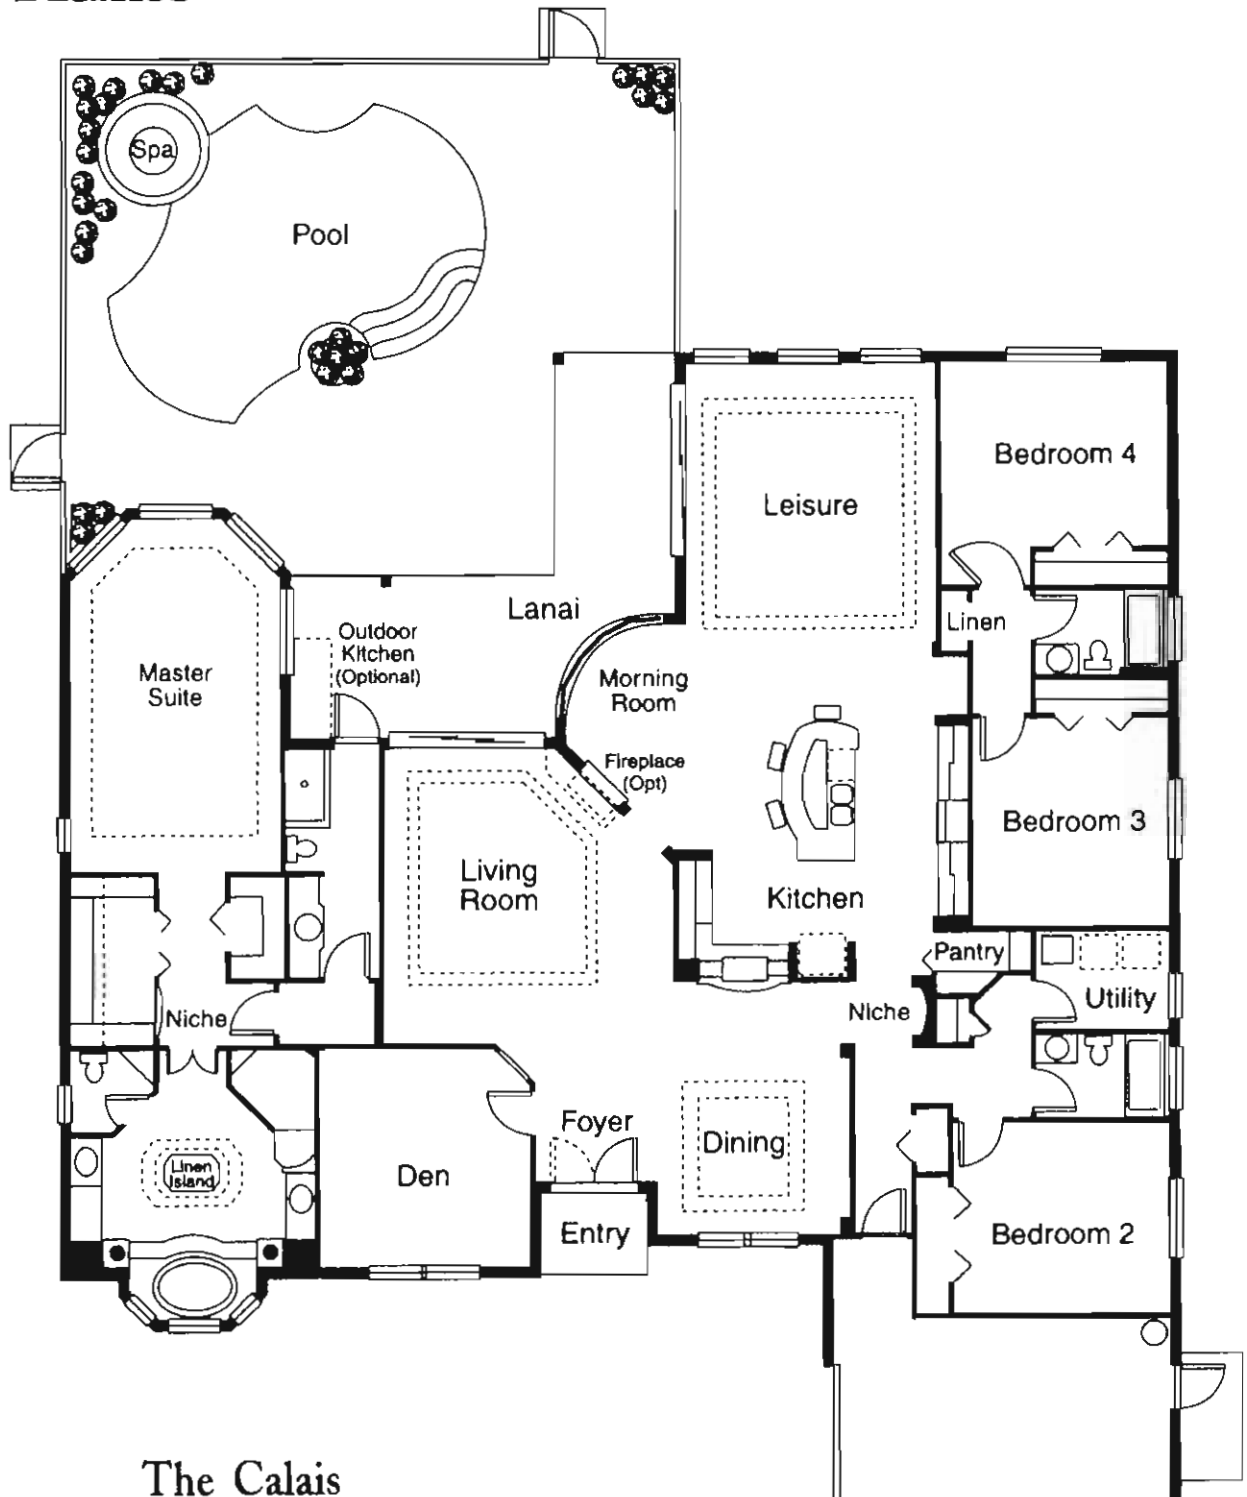 Spa
Pool
Bedroom 4
Leisure
Linen
Lanai
Outdoor
Kitchen
(Optional)
Master
Suite
Morning
Room
Fireplace
(Opt)
Bedroom 3
Living
Room
Kitchen
Pantry
Utility
Niche
Niche
Foyer
Dining
Linen
Island
Den
Entry
Bedroom 2
The Calais